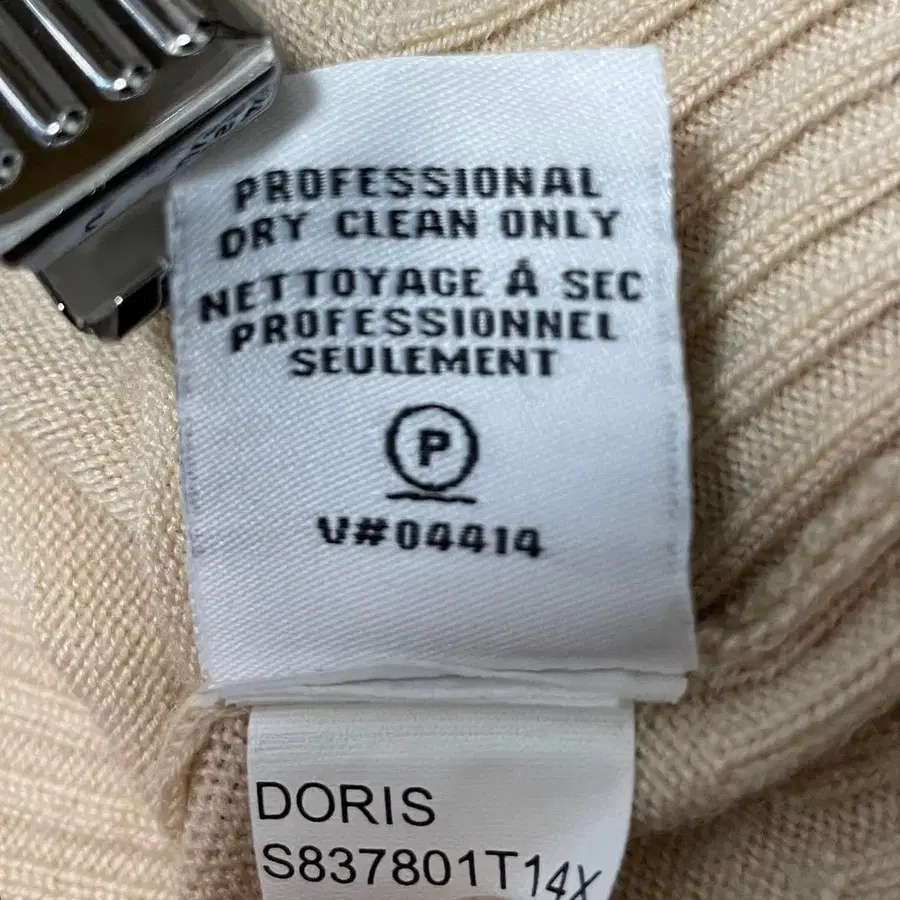 PROFESSIONAL
DRY CLEAN ONLY
NETTOYAGE À SEC
PROFESSIONNEL
SEULEMENT
P
V#04414
DORIS
S837801T14X